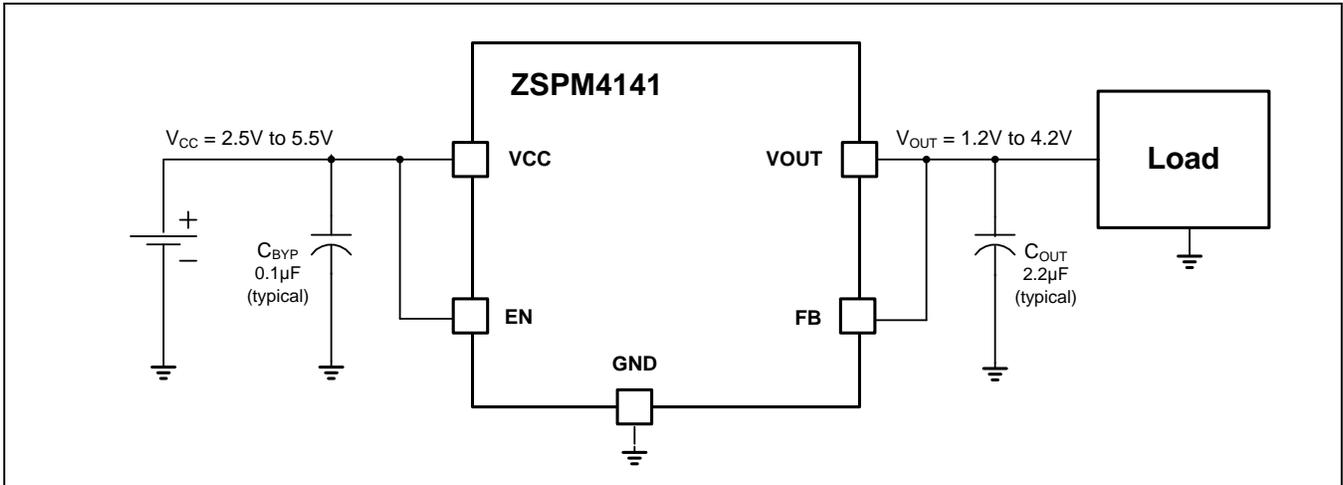 ZSPM4141
V_CC = 2.5V to 5.5V
VCC
VOUT
V_OUT = 1.2V to 4.2V
Load
+
–
C_BYP
0.1µF
(typical)
C_OUT
2.2µF
(typical)
EN
FB
GND